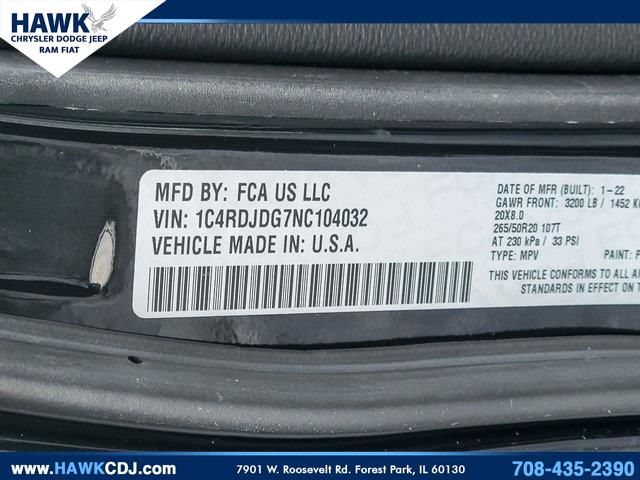 HAWK
CHRYSLER DODGE JEEP
RAM FIAT
MFD BY: FCA US LLC
VIN: 1C4RDJDG7NC104032
VEHICLE MADE IN: U.S.A.
DATE OF MFR (BUILT): 1-22
GAWR FRONT: 3200 LB / 1452 K
20X8.0
265/50R20 107T
AT 230 kPa / 33 PSI
TYPE: MPV PAINT: P
THIS VEHICLE CONFORMS TO ALL A
STANDARDS IN EFFECT ON T
www.HAWKCDJ.com 7901 W. Roosevelt Rd. Forest Park, IL 60130 708-435-2390